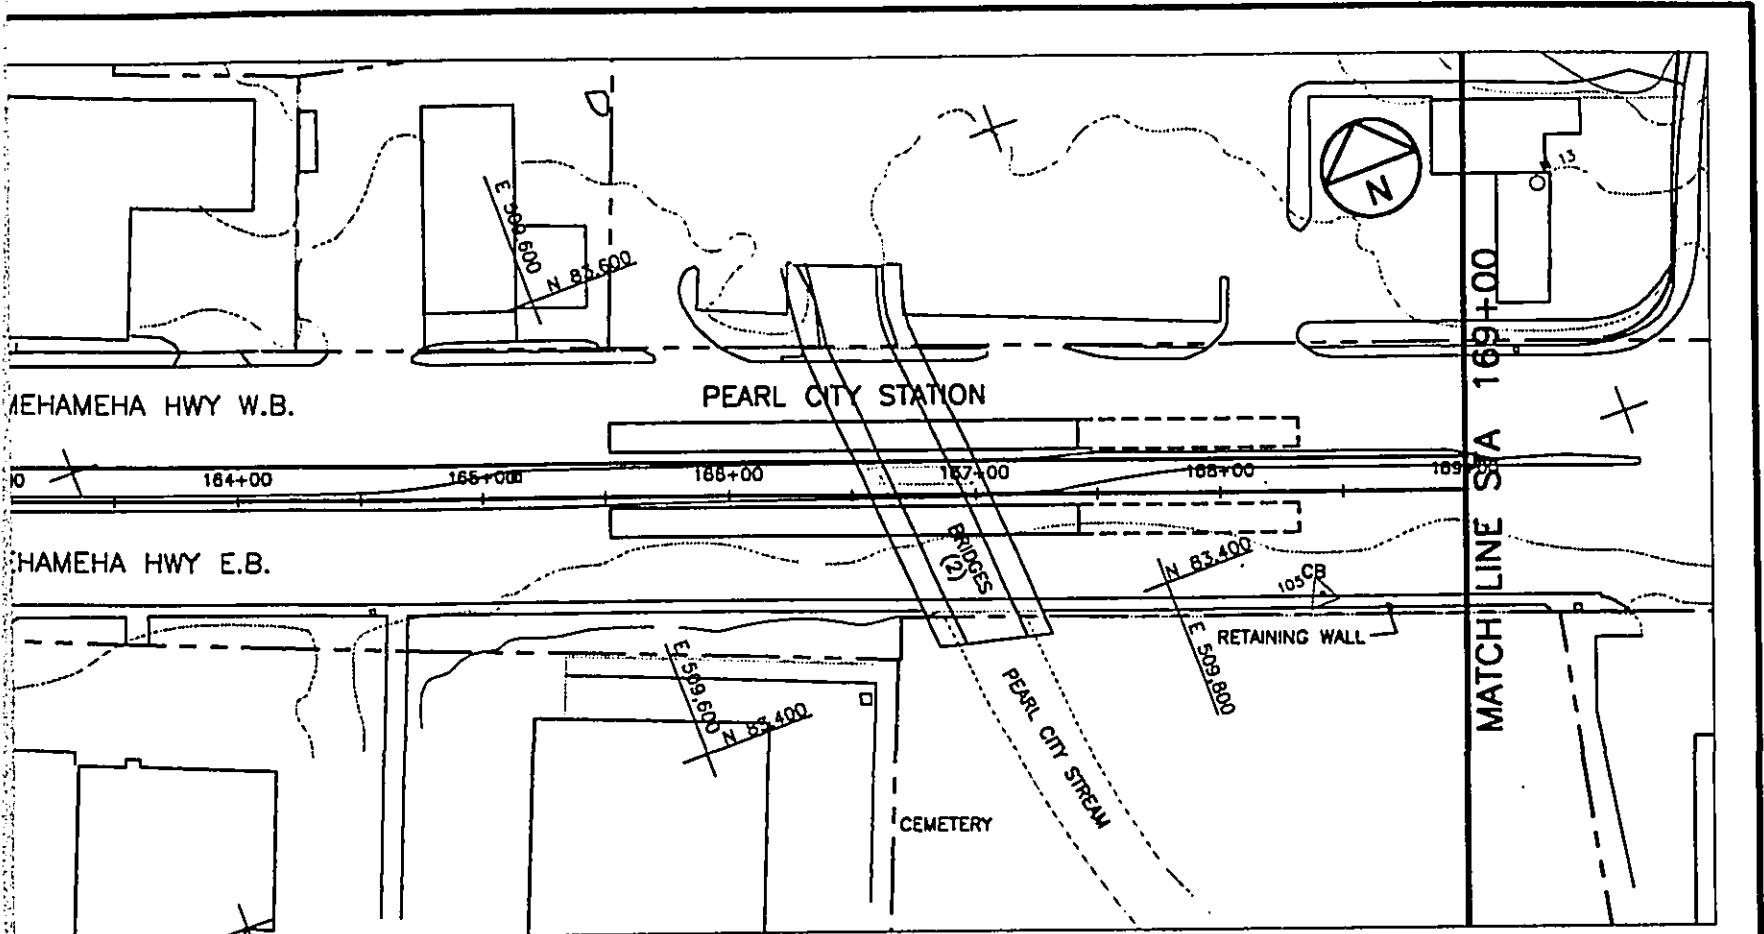 13
N
E 509,600
N 83,600
MATCH LINE STA 169+00
PEARL CITY STATION
MEHAMEHA HWY W.B.
164+00
165+00
166+00
167+00
168+00
BRIDGES
(2)
HAMEHA HWY E.B.
N 83,400
E 509,800
105
CB
RETAINING WALL
E 509,600
N 83,400
PEARL CITY STREAM
CEMETERY